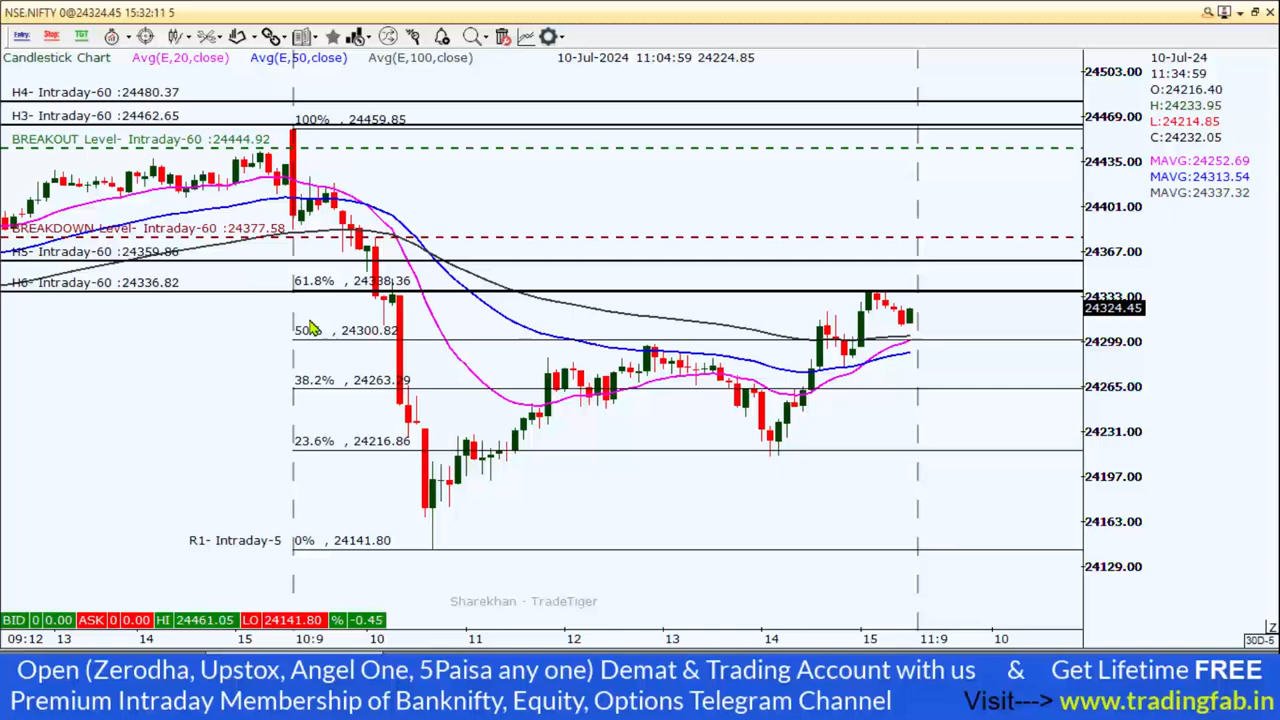 NSE.NIFTY 0@24324.45 15:32:11 5
Entry: Stop: TGT
Candlestick Chart Avg(E,20,close) Avg(E,50,close) Avg(E,100,close) 10-Jul-2024 11:04:59 24224.85
10-Jul-24
11:34:59
O:24216.40
H:24233.95
L:24214.85
C:24232.05
MAVG:24252.69
MAVG:24313.54
MAVG:24337.32
H4- Intraday-60 :24480.37
H3- Intraday-60 :24462.65
100% , 24459.85
BREAKOUT Level- Intraday-60 :24444.92
BREAKDOWN Level- Intraday-60 :24377.58
H5- Intraday-60 :24359.86
H6- Intraday-60 :24336.82
61.8% , 24338.36
50% , 24300.82
38.2% , 24263.29
23.6% , 24216.86
R1- Intraday-5 0% , 24141.80
24503.00
24469.00
24435.00
24401.00
24367.00
24333.00
24324.45
24299.00
24265.00
24231.00
24197.00
24163.00
24129.00
Sharekhan - TradeTiger
BID 0 0.00 ASK 0 0.00 HI 24461.05 LO 24141.80 % -0.45
09:12 13 14 15 10:9 10 11 12 13 14 15 11:9 10
Z
30D-5
Open (Zerodha, Upstox, Angel One, 5Paisa any one) Demat & Trading Account with us & Get Lifetime FREE
Premium Intraday Membership of Banknifty, Equity, Options Telegram Channel Visit---> www.tradingfab.in